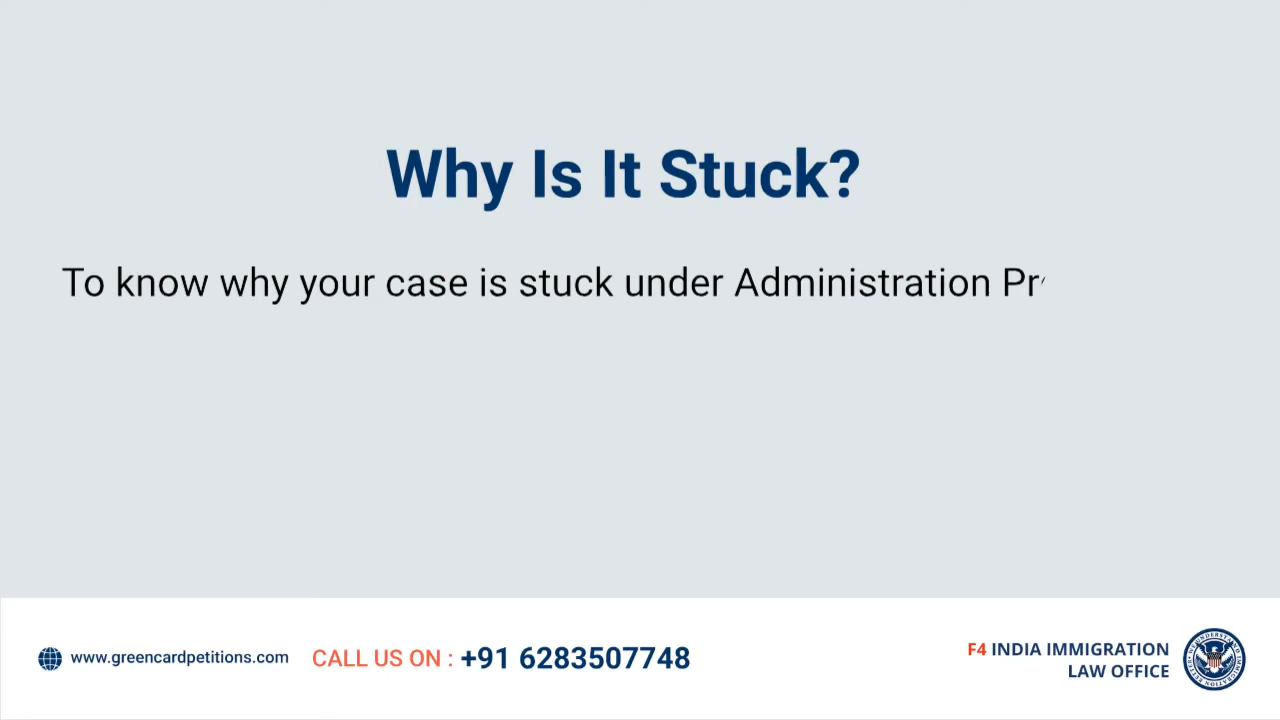 Why Is It Stuck?
To know why your case is stuck under Administration Pr
www.greencardpetitions.com
CALL US ON : +91 6283507748
F4 INDIA IMMIGRATION
LAW OFFICE